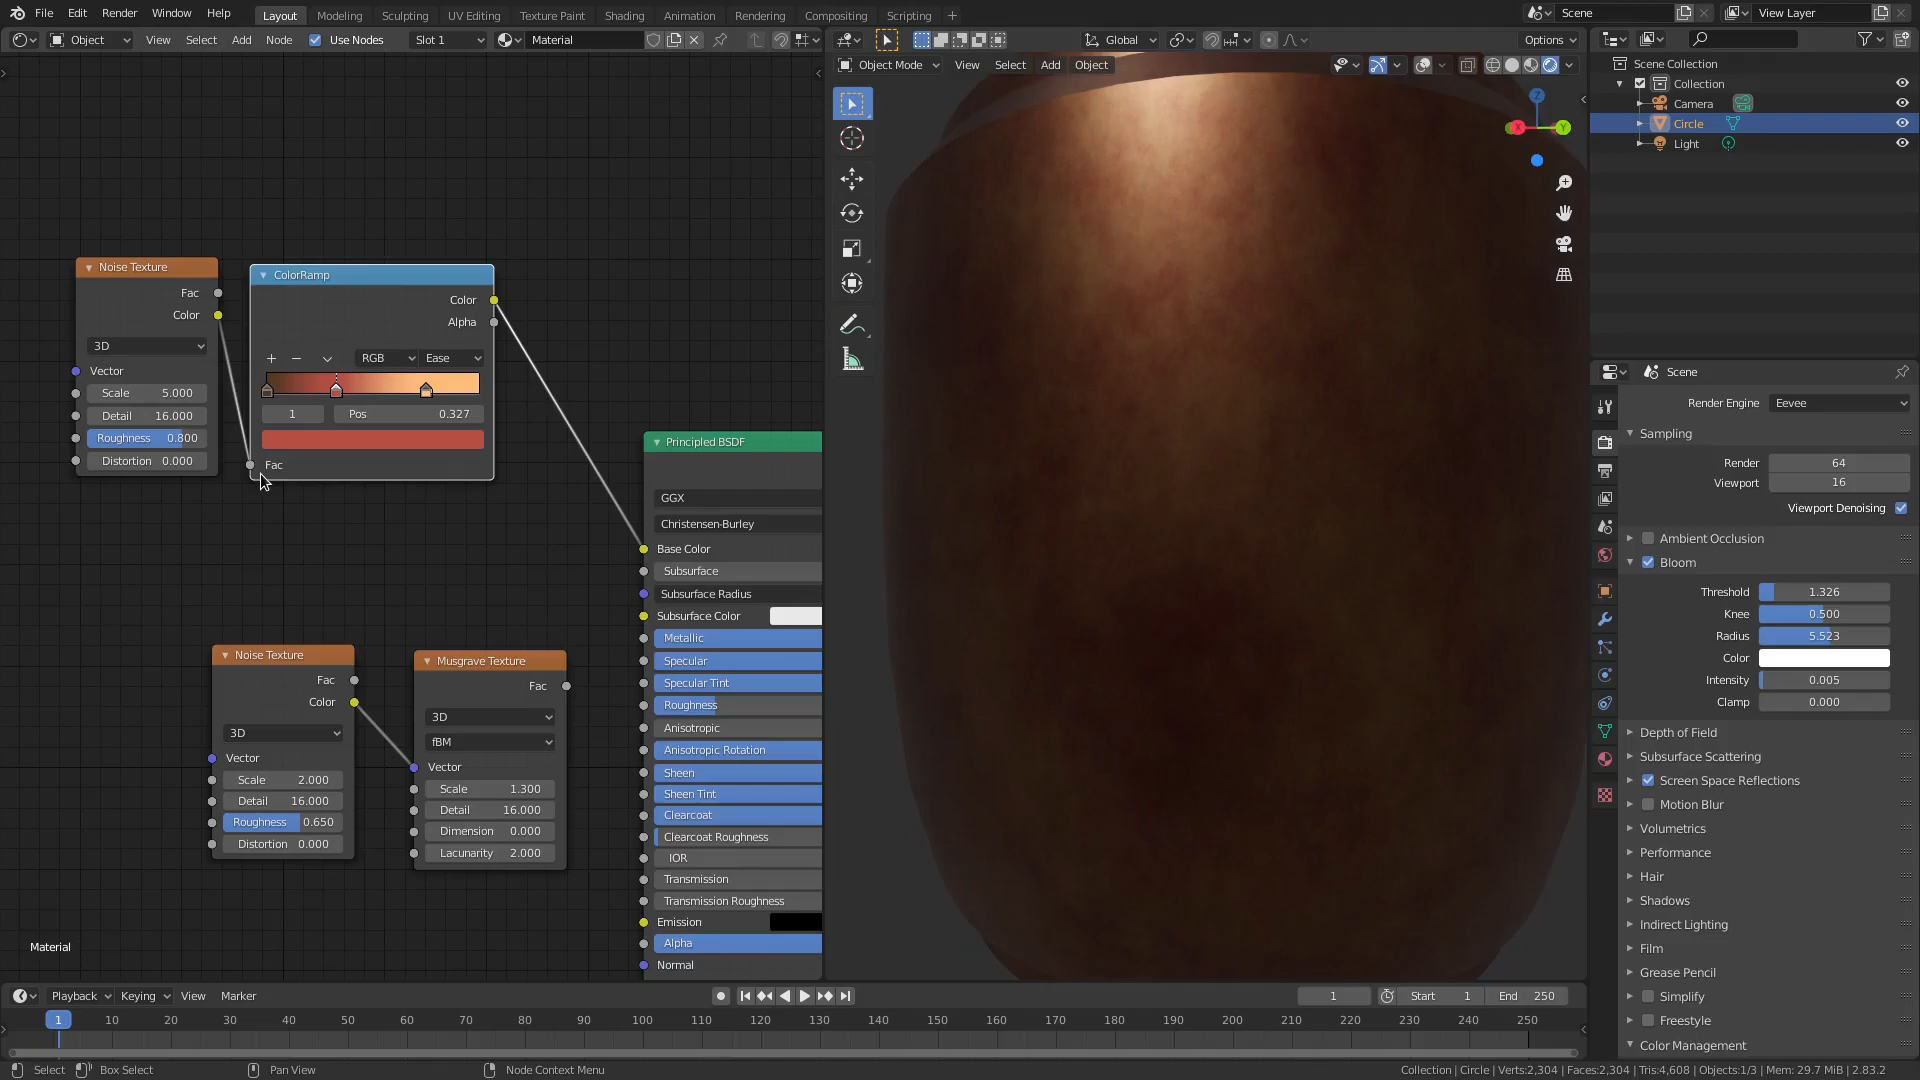 File Edit Render Window Help Layout Modeling Sculpting UV Editing Texture Paint Shading Animation Rendering Compositing Scripting + Scene View Layer
Object View Select Add Node Use Nodes Slot 1 Material Global Options
Object Mode View Select Add Object
Scene Collection
Collection
Camera
Circle
Light
Z
X
Y
Noise Texture
Fac
Color
3D
Vector
Scale 5.000
Detail 16.000
Roughness 0.800
Distortion 0.000
ColorRamp
Color
Alpha
RGB Ease
1 Pos 0.327
Fac
Principled BSDF
GGX
Christensen-Burley
Base Color
Subsurface
Subsurface Radius
Subsurface Color
Metallic
Specular
Specular Tint
Roughness
Anisotropic
Anisotropic Rotation
Sheen
Sheen Tint
Clearcoat
Clearcoat Roughness
IOR
Transmission
Transmission Roughness
Emission
Alpha
Normal
Noise Texture
Fac
Color
3D
Vector
Scale 2.000
Detail 16.000
Roughness 0.650
Distortion 0.000
Musgrave Texture
Fac
3D
fBM
Vector
Scale 1.300
Detail 16.000
Dimension 0.000
Lacunarity 2.000
Material
Scene
Render Engine Eevee
Sampling
Render 64
Viewport 16
Viewport Denoising
Ambient Occlusion
Bloom
Threshold 1.326
Knee 0.500
Radius 5.523
Color
Intensity 0.005
Clamp 0.000
Depth of Field
Subsurface Scattering
Screen Space Reflections
Motion Blur
Volumetrics
Performance
Hair
Shadows
Indirect Lighting
Film
Grease Pencil
Simplify
Freestyle
Color Management
Playback Keying View Marker 1 Start 1 End 250
1 10 20 30 40 50 60 70 80 90 100 110 120 130 140 150 160 170 180 190 200 210 220 230 240 250
Select Box Select Pan View Node Context Menu Collection | Circle | Verts:2,304 | Faces:2,304 | Tris:4,608 | Objects:1/3 | Mem: 29.7 MiB | 2.83.2